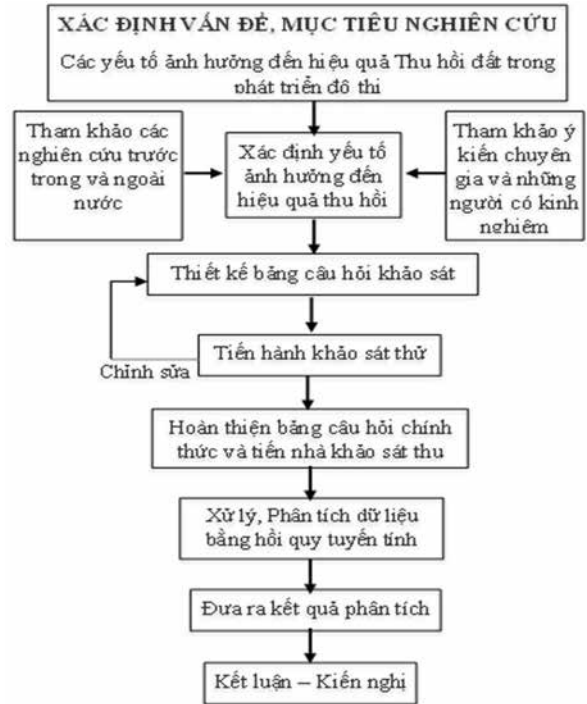 XÁC ĐỊNH VẤN ĐỀ, MỤC TIÊU NGHIÊN CỨU
Các yếu tố ảnh hưởng đến hiệu quả Thu hồi đất trong
phát triển đô thi
Tham khảo các
nghiên cứu trước
trong và ngoài
nước
Xác định yếu tố
ảnh hưởng đến
hiệu quả thu hồi
Tham khảo ý
kiến chuyên
gia và những
người có kinh
nghiêm
Thiết kế bảng câu hỏi khảo sát
Tiến hành khảo sát thử
Chỉnh sửa
Hoàn thiện bảng câu hỏi chính
thức và tiến nhà khảo sát thu
Xử lý, Phân tích dữ liệu
bằng hồi quy tuyến tính
Đưa ra kết quả phân tích
Kết luận – Kiến nghị